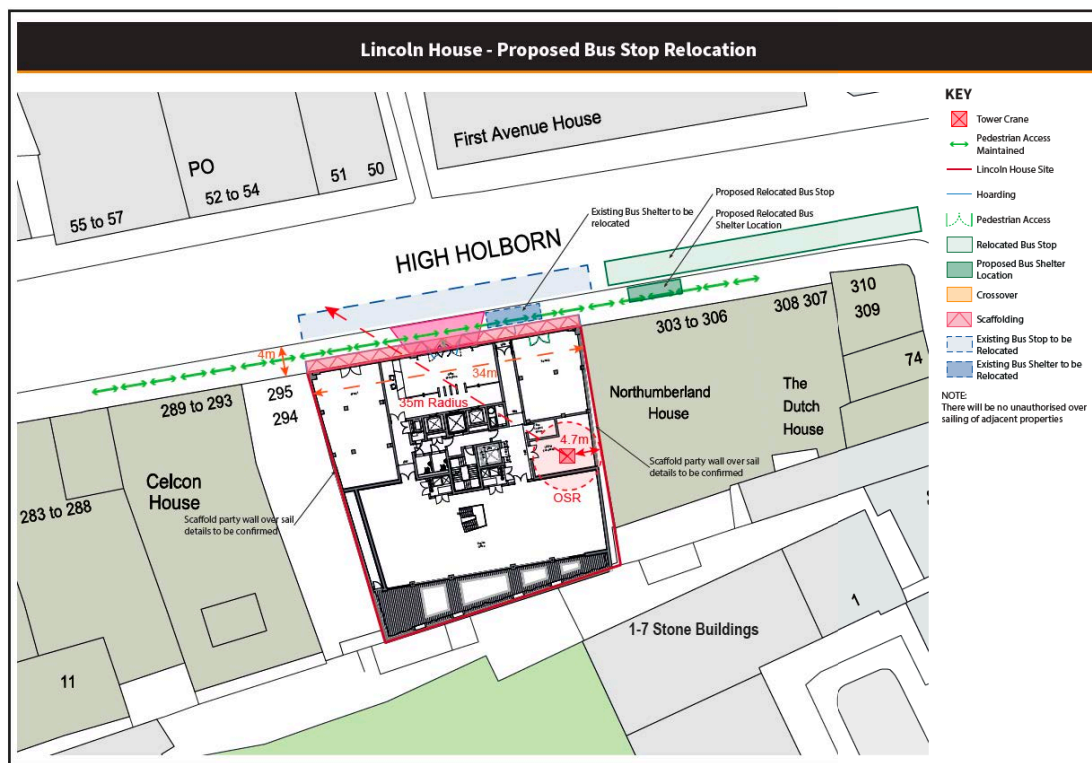 Lincoln House - Proposed Bus Stop Relocation
KEY
Tower Crane
Pedestrian Access
Maintained
Lincoln House Site
Hoarding
Pedestrian Access
Relocated Bus Stop
Proposed Bus Shelter
Location
Crossover
Scaffolding
Existing Bus Stop to be
Relocated
Existing Bus Shelter to be
Relocated
NOTE:
There will be no unauthorised over
sailing of adjacent properties
First Avenue House
PO
51 50
52 to 54
55 to 57
Proposed Relocated Bus Stop
Proposed Relocated Bus
Shelter Location
Existing Bus Shelter to be
relocated
HIGH HOLBORN
310
309
308 307
303 to 306
74
4m
34m
35m Radius
295
294
289 to 293
Northumberland
House
The
Dutch
House
4.7m
OSR
Scaffold party wall over sail
details to be confirmed
Celcon
House
283 to 288
Scaffold party wall over sail
details to be confirmed
1-7 Stone Buildings
1
11